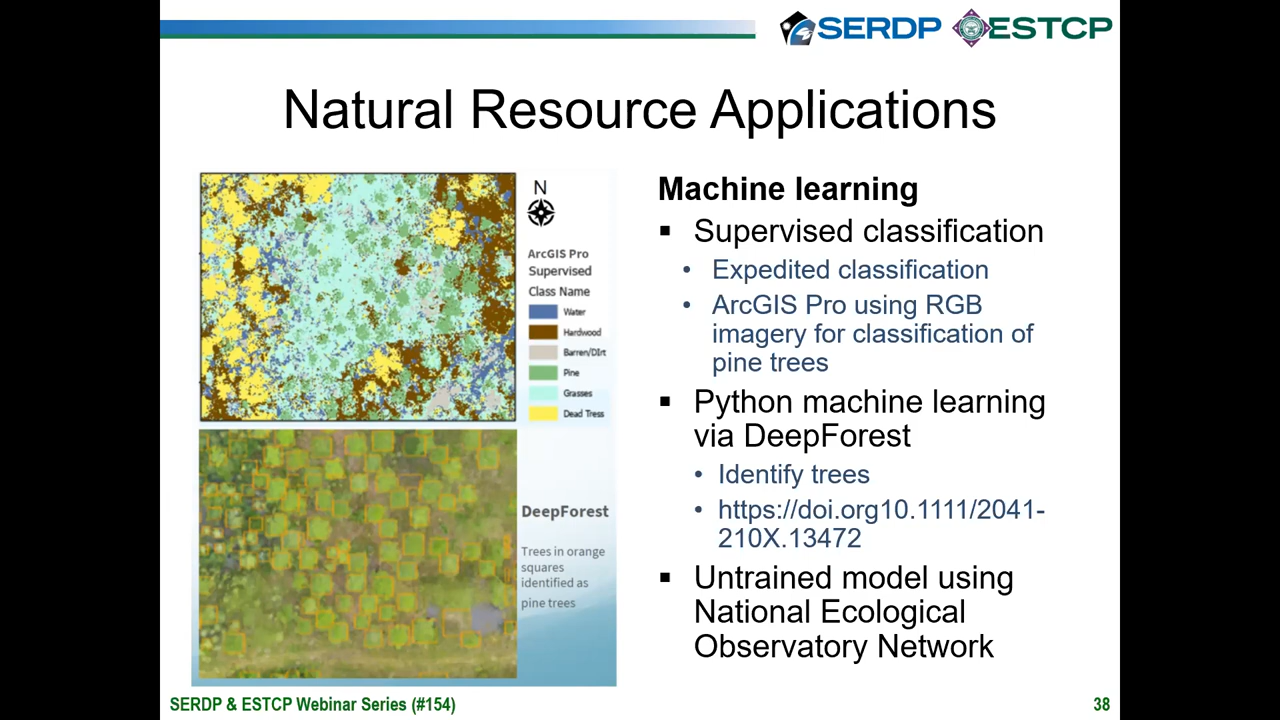 SERDP ESTCP
Natural Resource Applications
N
ArcGIS Pro
Supervised
Class Name
Water
Hardwood
Barren/DIrt
Pine
Grasses
Dead Tress
DeepForest
Trees in orange
squares
identified as
pine trees
Machine learning
▪ Supervised classification
• Expedited classification
• ArcGIS Pro using RGB
imagery for classification of
pine trees
▪ Python machine learning
via DeepForest
• Identify trees
• https://doi.org10.1111/2041-
210X.13472
▪ Untrained model using
National Ecological
Observatory Network
SERDP & ESTCP Webinar Series (#154)
38